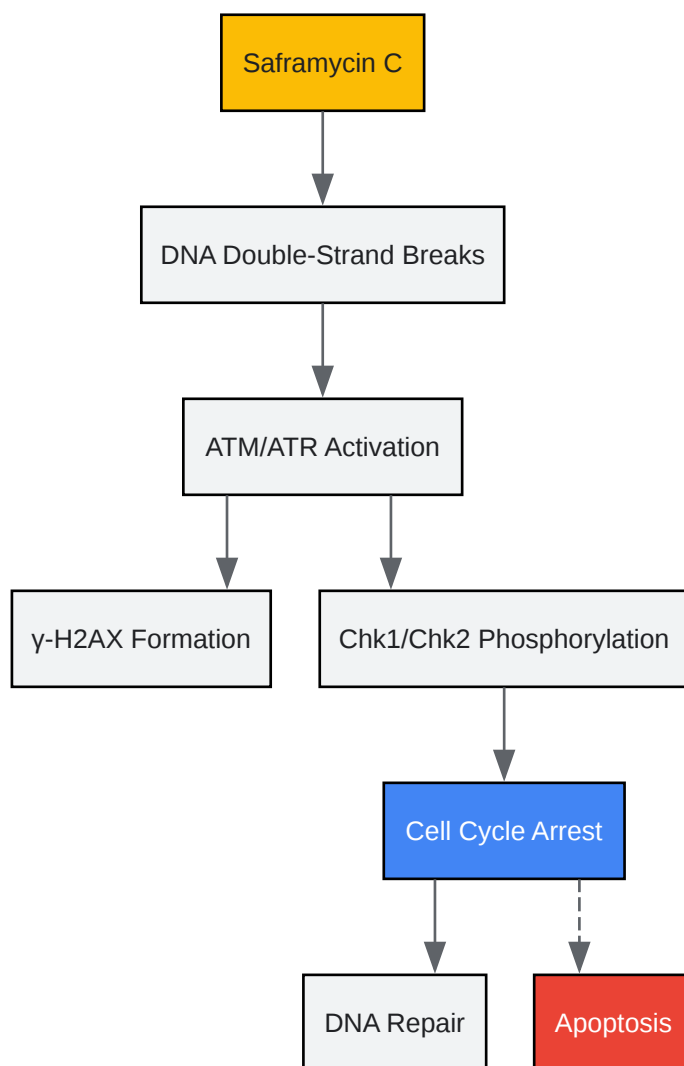 Saframycin C
DNA Double-Strand Breaks
ATM/ATR Activation
γ-H2AX Formation
Chk1/Chk2 Phosphorylation
Cell Cycle Arrest
DNA Repair
Apoptosis